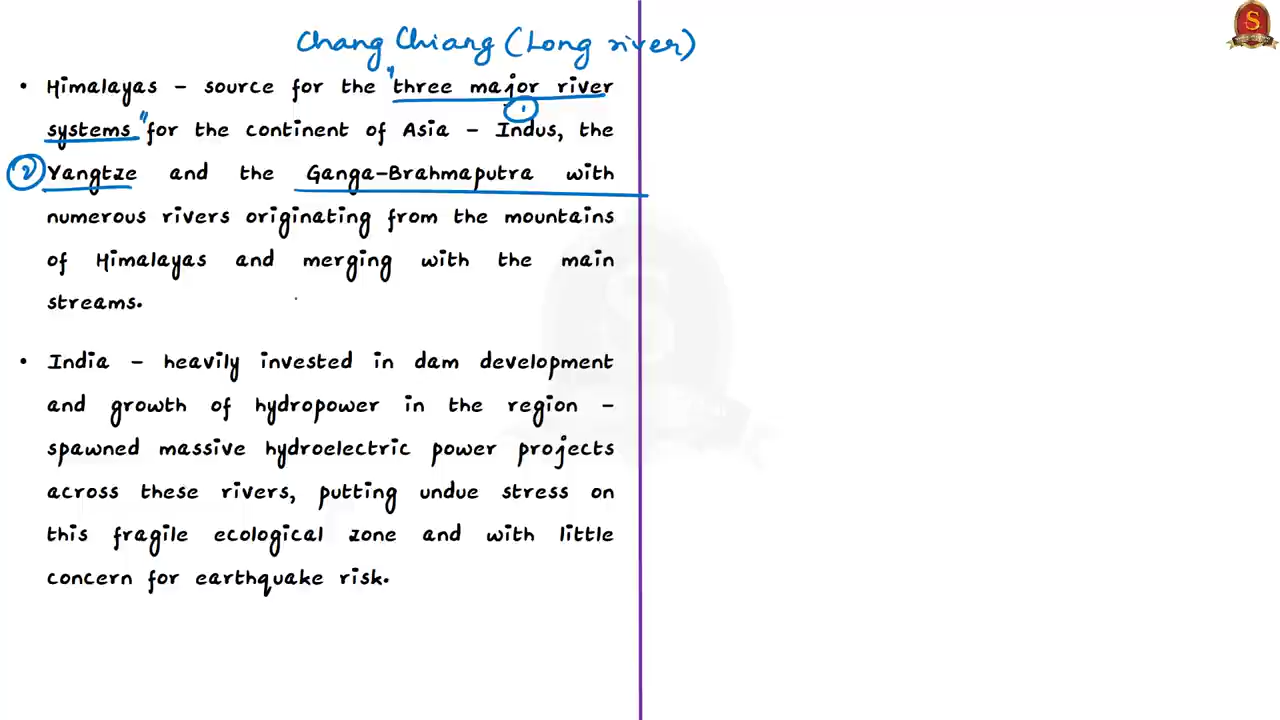 Chang Chiang (Long river)
• Himalayas – source for the "three major river
systems" for the continent of Asia – Indus, the
Yangtze and the Ganga-Brahmaputra with
numerous rivers originating from the mountains
of Himalayas and merging with the main
streams.
• India – heavily invested in dam development
and growth of hydropower in the region –
spawned massive hydroelectric power projects
across these rivers, putting undue stress on
this fragile ecological zone and with little
concern for earthquake risk.
S